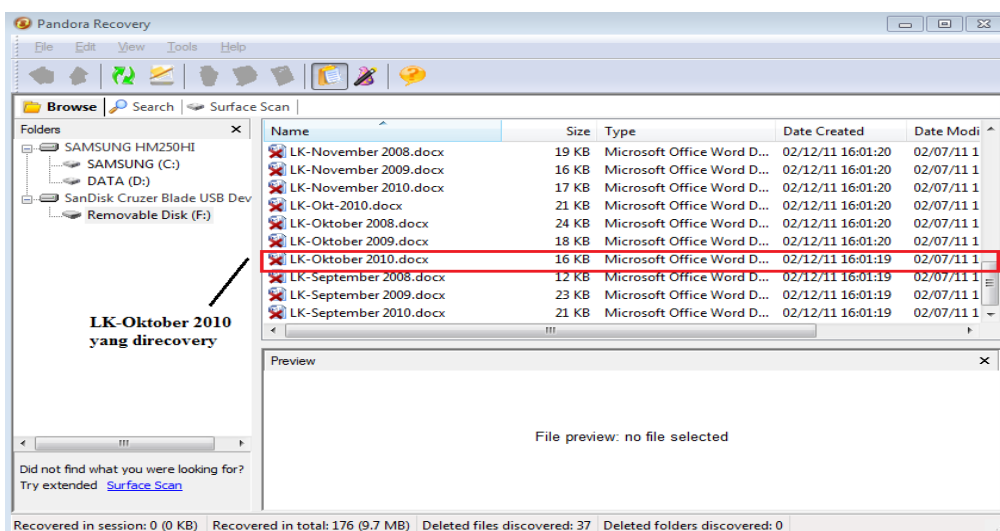 Pandora Recovery
File Edit View Tools Help
Browse Search Surface Scan
Folders
SAMSUNG HM250HI
SAMSUNG (C:)
DATA (D:)
SanDisk Cruzer Blade USB Dev
Removable Disk (F:)
LK-Oktober 2010
yang direcovery
Did not find what you were looking for?
Try extended Surface Scan
Name Size Type Date Created Date Modi
LK-November 2008.docx 19 KB Microsoft Office Word D... 02/12/11 16:01:20 02/07/11 1
LK-November 2009.docx 16 KB Microsoft Office Word D... 02/12/11 16:01:20 02/07/11 1
LK-November 2010.docx 17 KB Microsoft Office Word D... 02/12/11 16:01:20 02/07/11 1
LK-Okt-2010.docx 21 KB Microsoft Office Word D... 02/12/11 16:01:20 02/07/11 1
LK-Oktober 2008.docx 24 KB Microsoft Office Word D... 02/12/11 16:01:20 02/07/11 1
LK-Oktober 2009.docx 18 KB Microsoft Office Word D... 02/12/11 16:01:20 02/07/11 1
LK-Oktober 2010.docx 16 KB Microsoft Office Word D... 02/12/11 16:01:19 02/07/11 1
LK-September 2008.docx 12 KB Microsoft Office Word D... 02/12/11 16:01:19 02/07/11 1
LK-September 2009.docx 23 KB Microsoft Office Word D... 02/12/11 16:01:19 02/07/11 1
LK-September 2010.docx 21 KB Microsoft Office Word D... 02/12/11 16:01:19 02/07/11 1
Preview
File preview: no file selected
Recovered in session: 0 (0 KB) Recovered in total: 176 (9.7 MB) Deleted files discovered: 37 Deleted folders discovered: 0